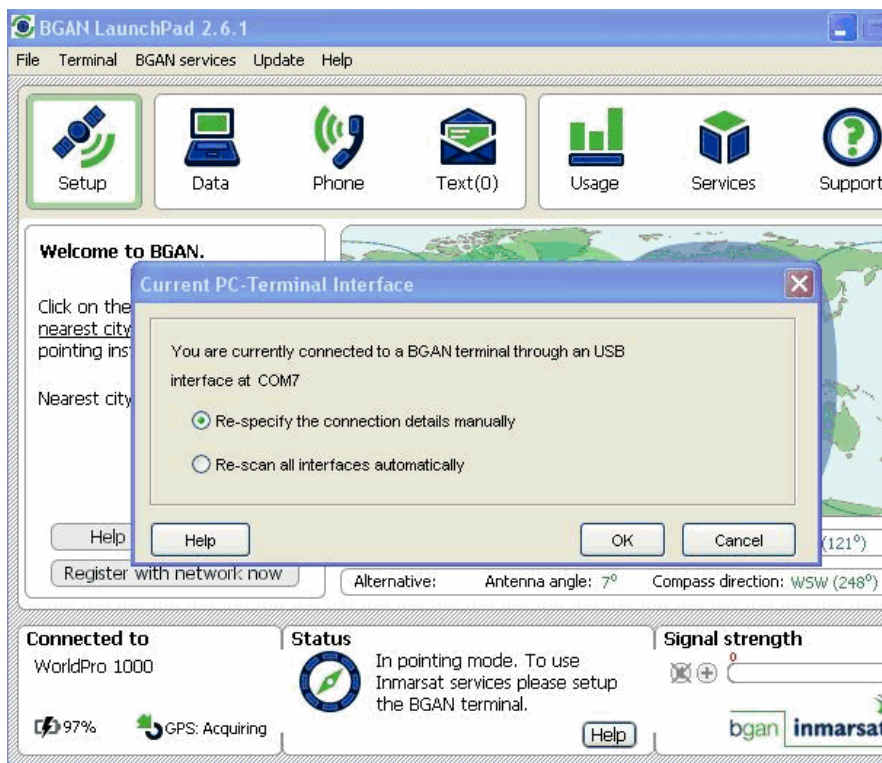 BGAN LaunchPad 2.6.1
File Terminal BGAN services Update Help
Setup Data Phone Text(0) Usage Services Support
Welcome to BGAN.
Click on the
nearest city
pointing ins
Nearest city
Current PC-Terminal Interface
You are currently connected to a BGAN terminal through an USB
interface at COM7
Re-specify the connection details manually
Re-scan all interfaces automatically
Help OK Cancel
Help
(121º)
Register with network now
Alternative: Antenna angle: 7º Compass direction: WSW (248º)
Connected to
WorldPro 1000
97% GPS: Acquiring
Status
In pointing mode. To use
Inmarsat services please setup
the BGAN terminal.
Help
Signal strength
0
bgan inmarsat